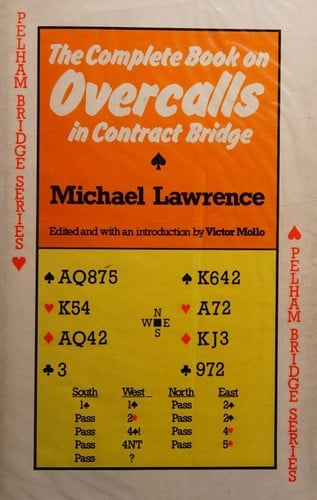 PELHAM BRIDGE SERIES ♥
The Complete Book on
Overcalls
in Contract Bridge
♠
Michael Lawrence
Edited and with an introduction by Victor Mollo
♠ AQ875 ♠ K642
♥ K54 ♥ A72
♦ AQ42 ♦ KJ3
♣ 3 ♣ 972
N
W E
S
South West North East
1♣ 1♠ Pass 2♣
Pass 2♦ Pass 2♠
Pass 4♣! Pass 4♥
Pass 4NT Pass 5♦
Pass ?
♠ PELHAM BRIDGE SERIES